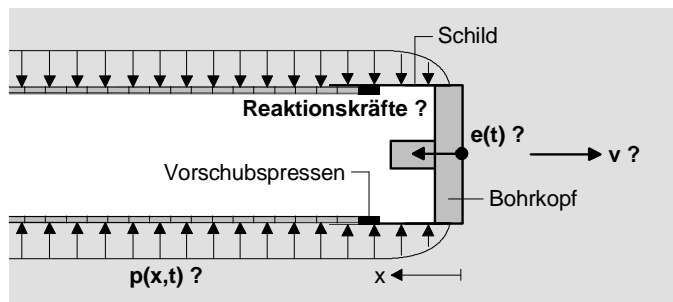 Schild
Reaktionskräfte ?
e(t) ?
v ?
Vorschubspressen
Bohrkopf
p(x,t) ?
x